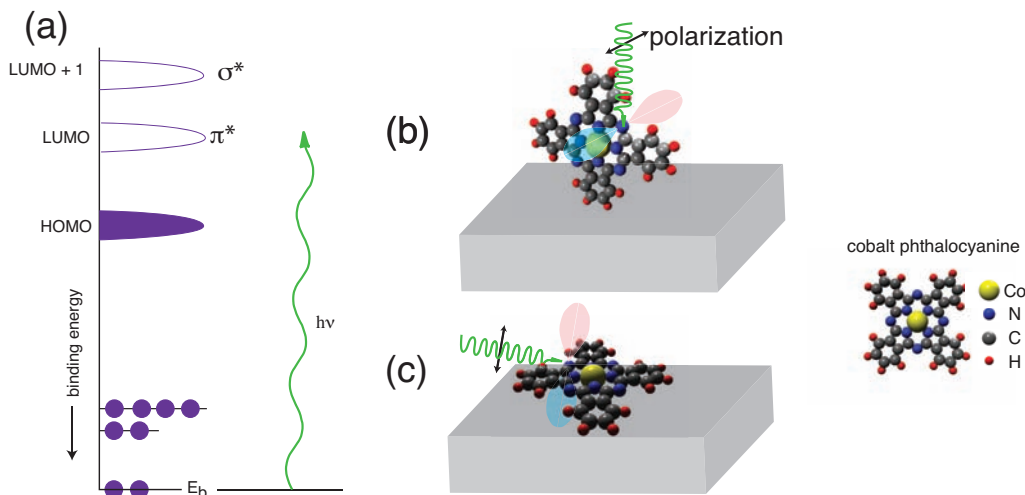 (a)
LUMO + 1
σ*
LUMO
π*
HOMO
binding energy
hν
E_b
polarization
(b)
(c)
cobalt phthalocyanine
Co
N
C
H